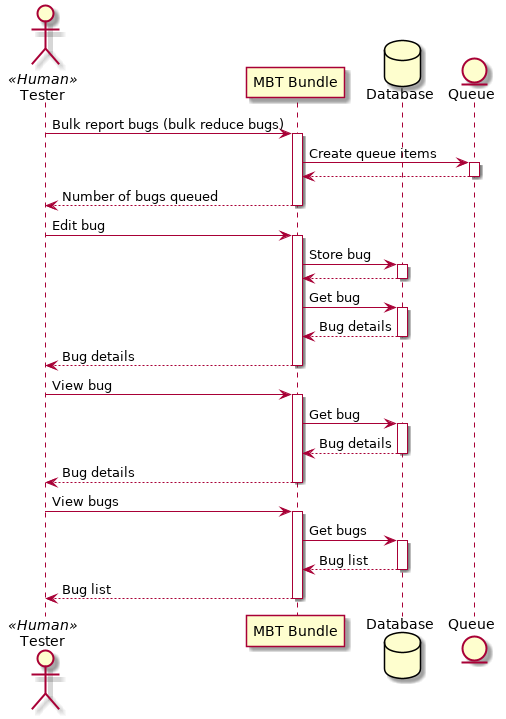 «Human»
Tester
MBT Bundle
Database
Queue
Bulk report bugs (bulk reduce bugs)
Create queue items
Number of bugs queued
Edit bug
Store bug
Get bug
Bug details
Bug details
View bug
Get bug
Bug details
Bug details
View bugs
Get bugs
Bug list
Bug list
«Human»
Tester
MBT Bundle
Database
Queue